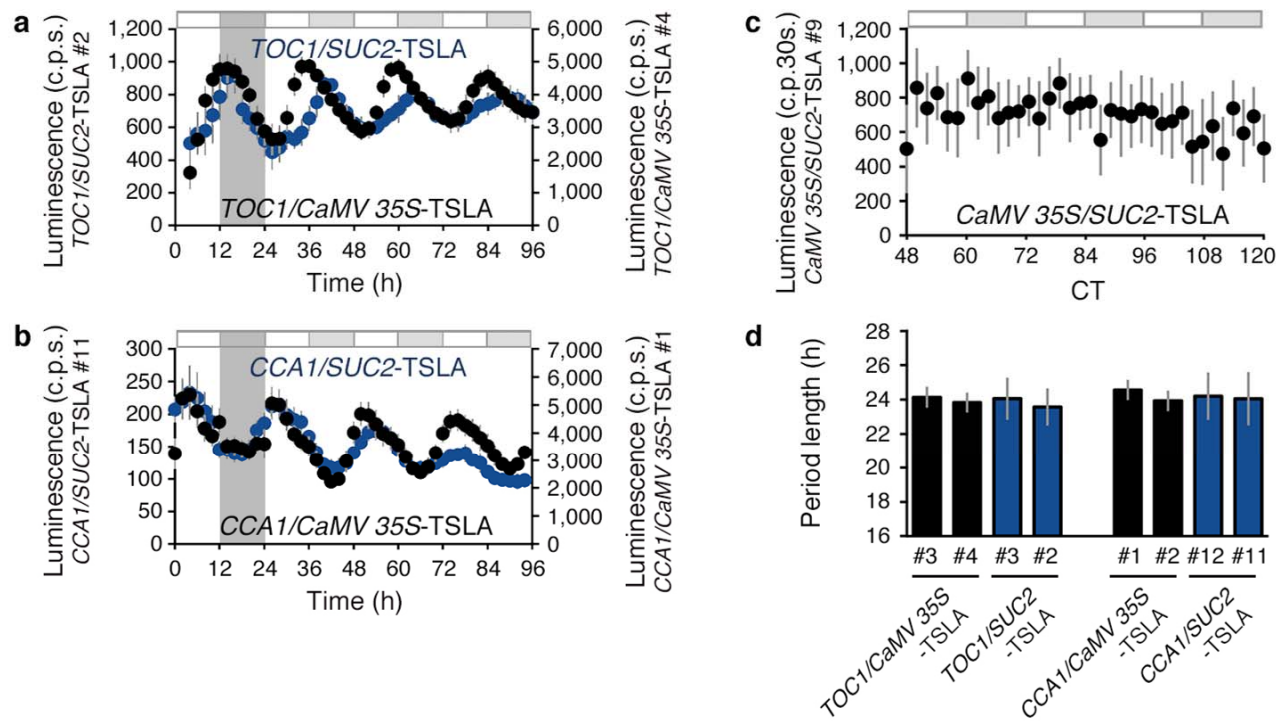 a
Luminescence (c.p.s.)
TOC1/SUC2-TSLA #2
1,200
1,000
800
600
400
200
0
TOC1/SUC2-TSLA
TOC1/CaMV 35S-TSLA
6,000
5,000
4,000
3,000
2,000
1,000
0
Luminescence (c.p.s.)
TOC1/CaMV 35S-TSLA #4
0 12 24 36 48 60 72 84 96
Time (h)
b
Luminescence (c.p.s.)
CCA1/SUC2-TSLA #11
300
250
200
150
100
50
0
CCA1/SUC2-TSLA
CCA1/CaMV 35S-TSLA
7,000
6,000
5,000
4,000
3,000
2,000
1,000
0
Luminescence (c.p.s.)
CCA1/CaMV 35S-TSLA #1
0 12 24 36 48 60 72 84 96
Time (h)
c
Luminescence (c.p.30s.)
CaMV 35S/SUC2-TSLA #9
1,200
1,000
800
600
400
200
0
CaMV 35S/SUC2-TSLA
48 60 72 84 96 108 120
CT
d
Period length (h)
28
26
24
22
20
18
16
#3 #4 #3 #2 #1 #2 #12 #11
TOC1/CaMV 35S
-TSLA
TOC1/SUC2
-TSLA
CCA1/CaMV 35S
-TSLA
CCA1/SUC2
-TSLA